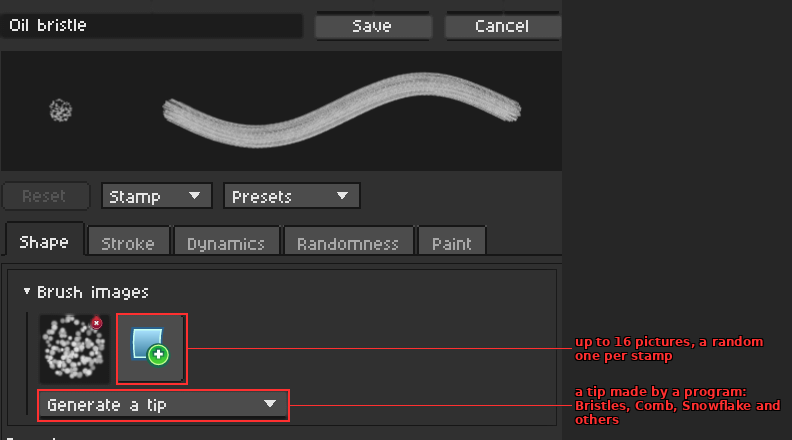 Oil bristle
Save
Cancel
Reset
Stamp
Presets
Shape
Stroke
Dynamics
Randomness
Paint
Brush images
up to 16 pictures, a random
one per stamp
Generate a tip
a tip made by a program:
Bristles, Comb, Snowflake and
others